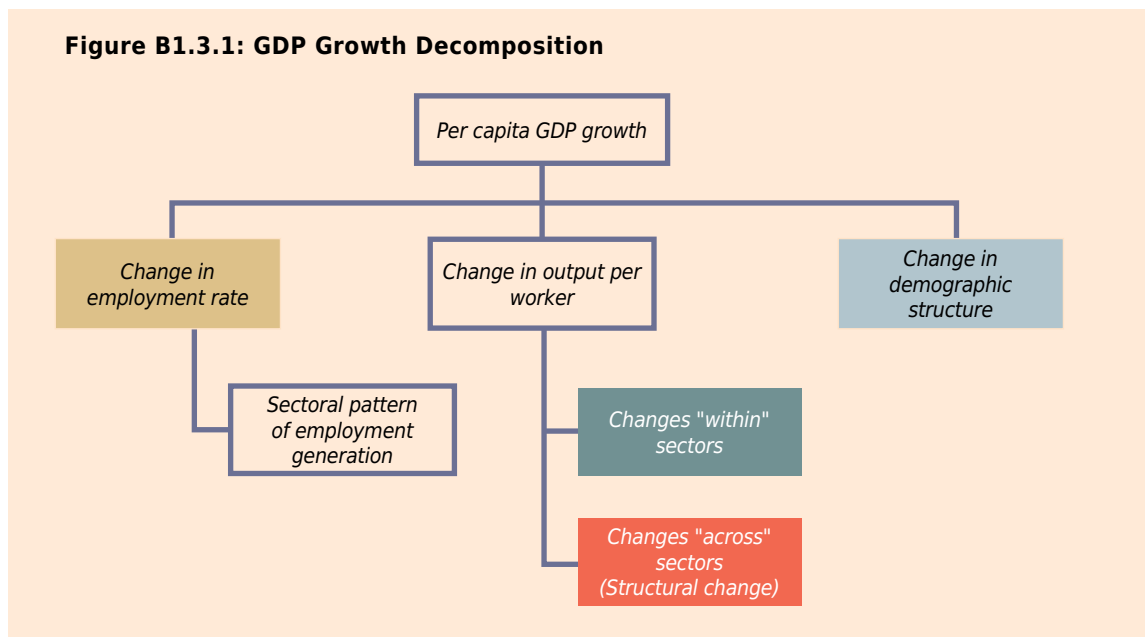 Figure B1.3.1: GDP Growth Decomposition
Per capita GDP growth
Change in
employment rate
Change in output per
worker
Change in
demographic
structure
Sectoral pattern
of employment
generation
Changes "within"
sectors
Changes "across"
sectors
(Structural change)